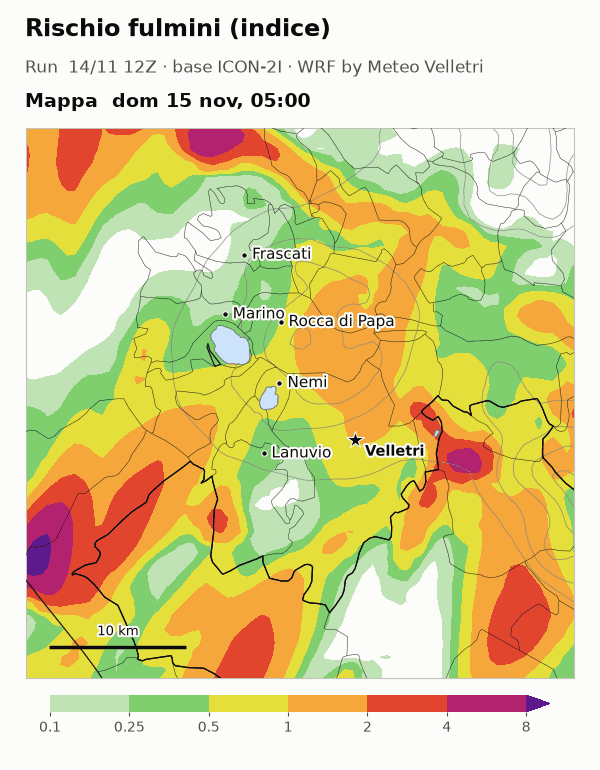 Rischio fulmini (indice)
Run  14/11 12Z · base ICON-2I · WRF by Meteo Velletri
Mappa  dom 15 nov, 05:00
Frascati
Marino
Rocca di Papa
Nemi
Velletri
Lanuvio
10 km
0.1 0.25 0.5 1 2 4 8